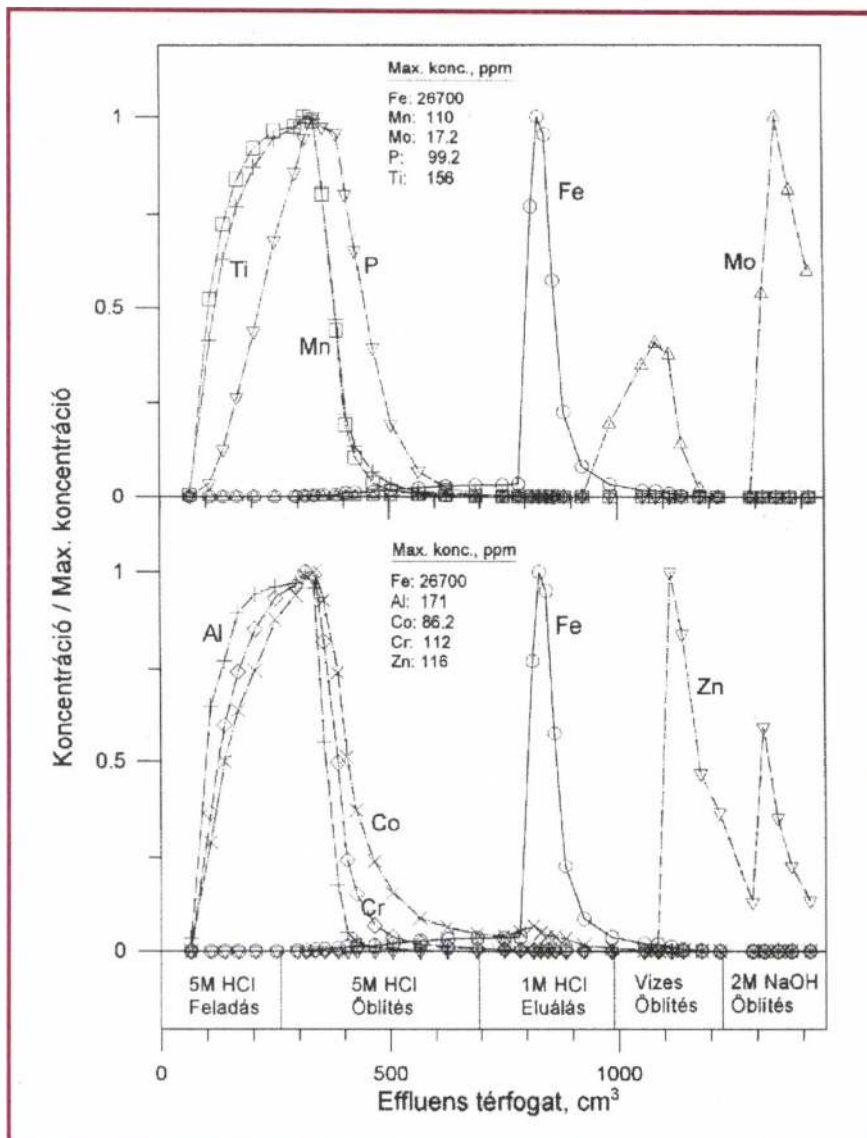 Max. konc., ppm
Fe: 26700
Mn: 110
Mo: 17.2
P: 99.2
Ti: 156
Fe
Mo
Ti
P
Mn
1
0.5
0
Max. konc., ppm
Fe: 26700
Al: 171
Co: 86.2
Cr: 112
Zn: 116
Al
Fe
Zn
Co
Cr
1
0.5
0
Koncentráció / Max. koncentráció
5M HCl
Feladás
5M HCl
Öblítés
1M HCl
Eluálás
Vizes
Öblítés
2M NaOH
Öblítés
0
500
1000
Effluens térfogat, cm³